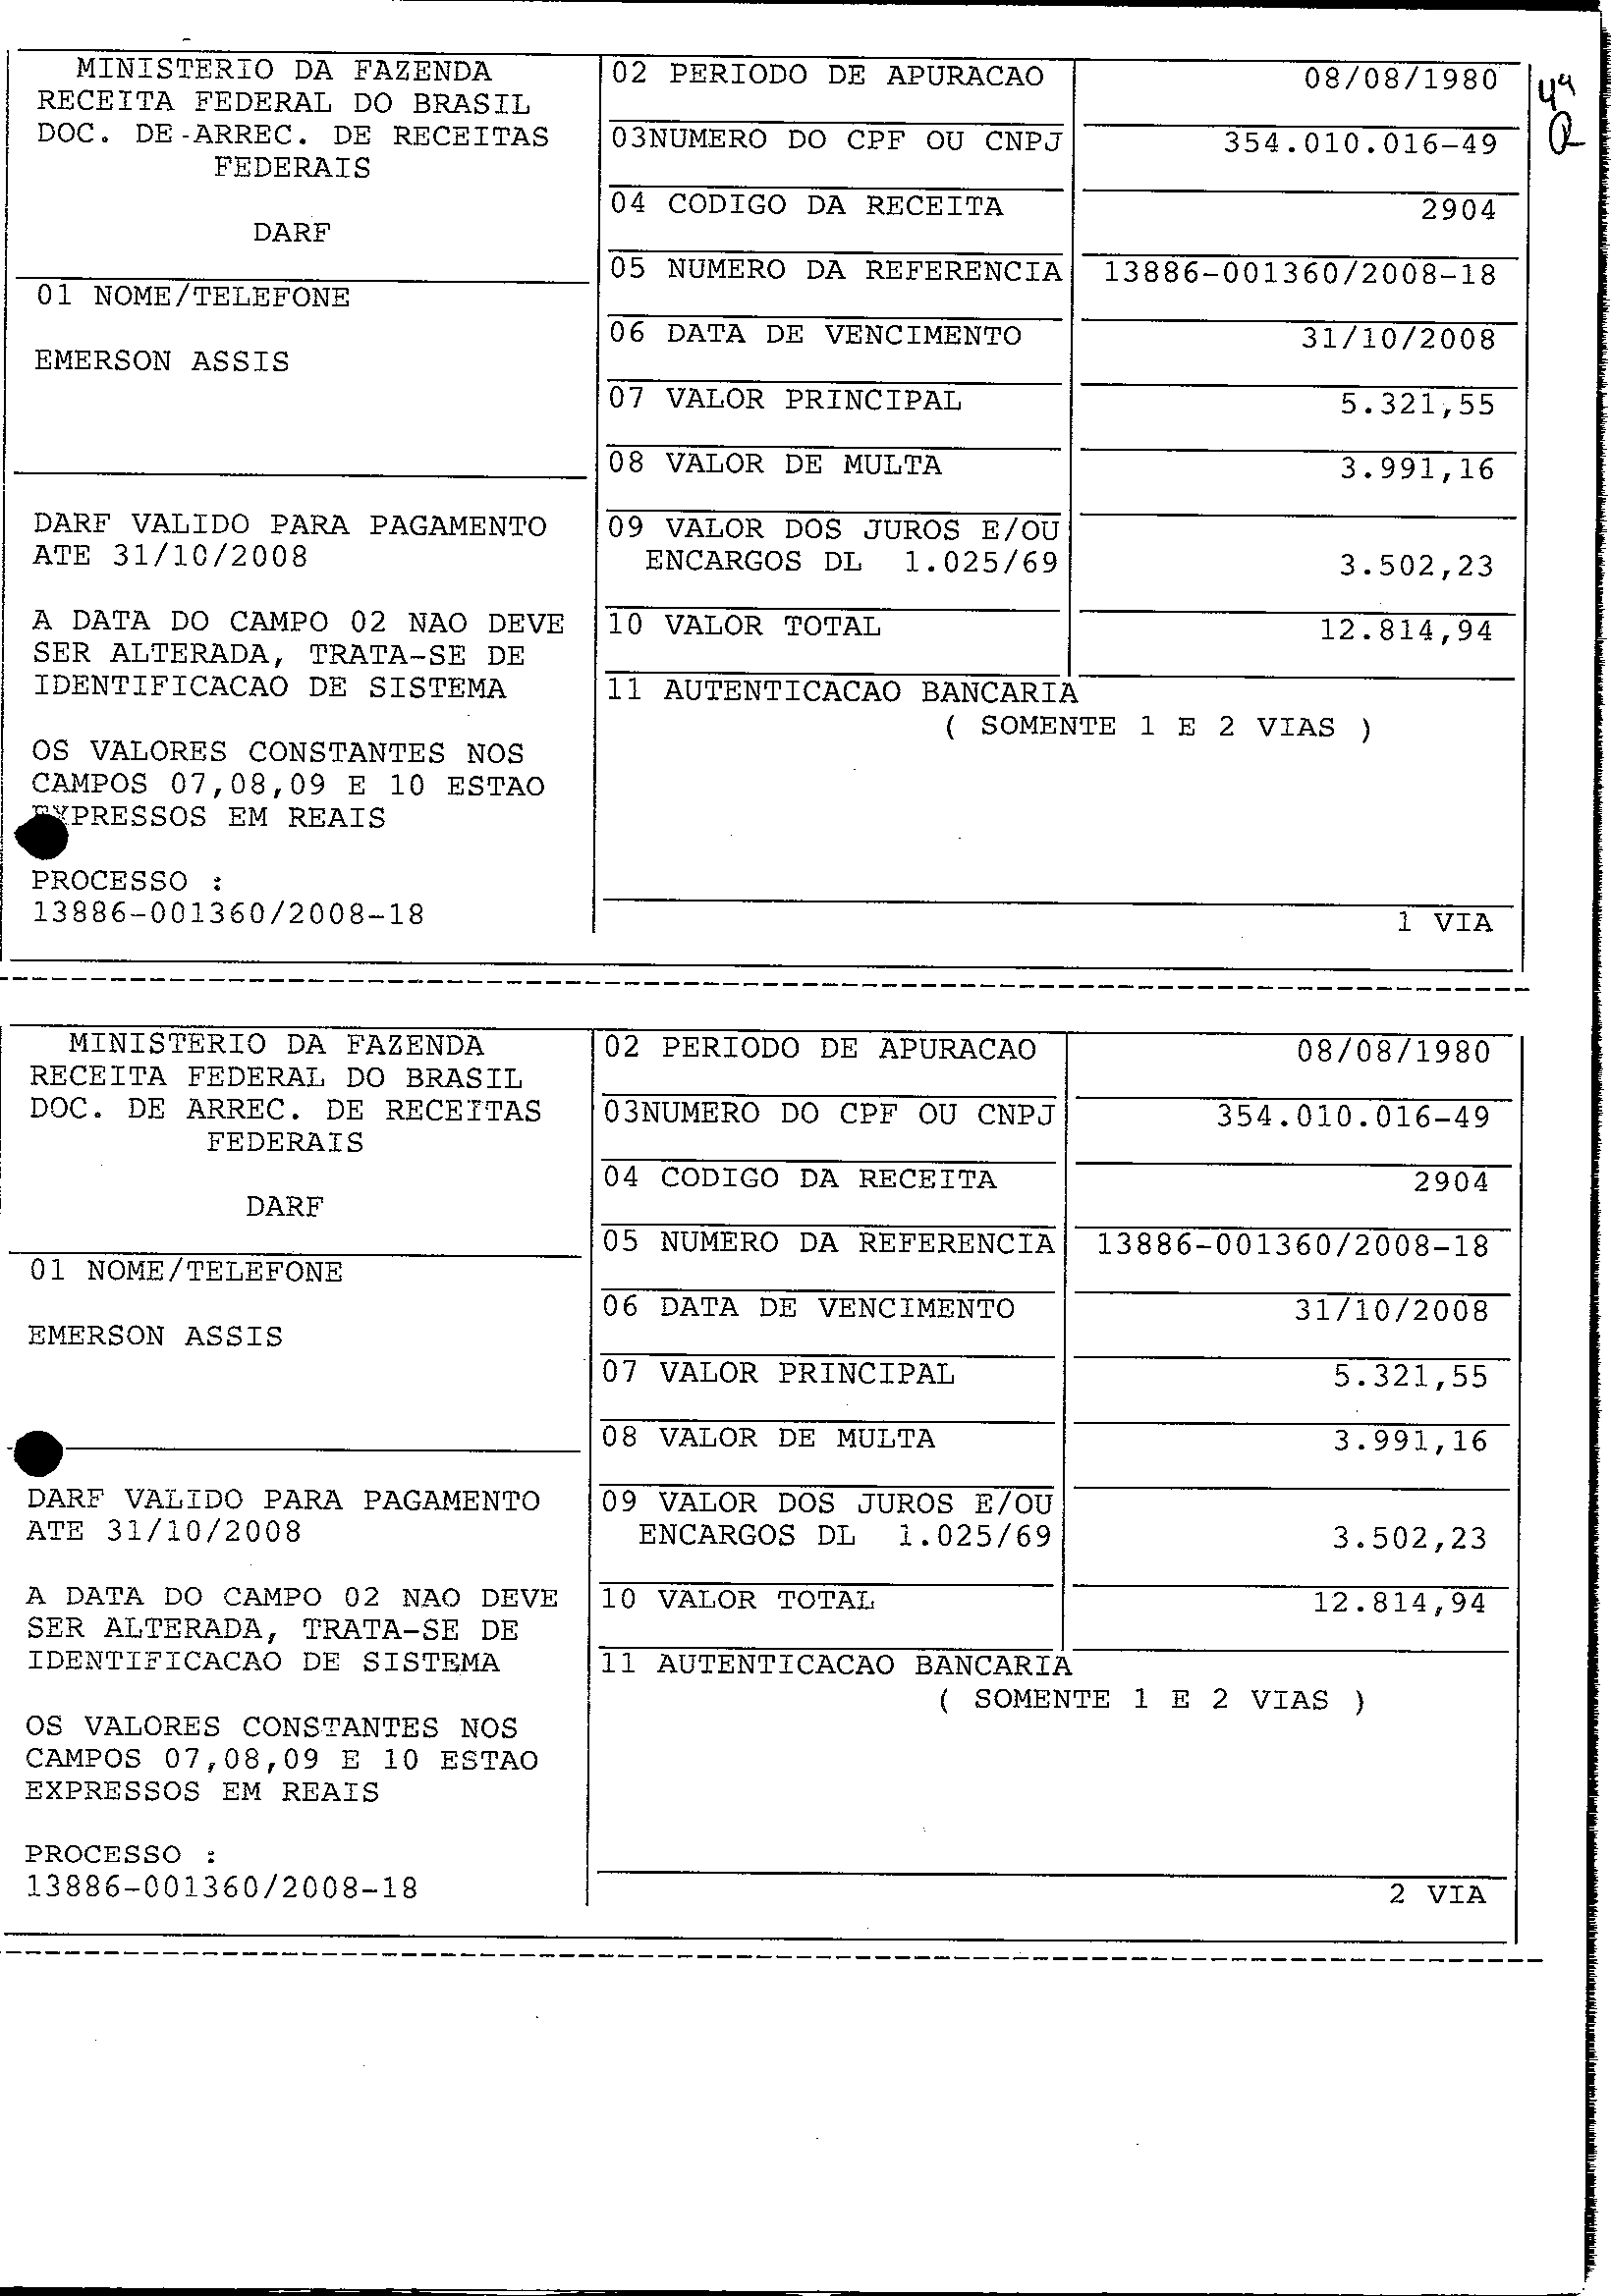 MINISTERIO DA FAZENDA
RECEITA FEDERAL DO BRASIL
DOC. DE ARREC. DE RECEITAS
FEDERAIS
DARF
01 NOME/TELEFONE
EMERSON ASSIS
DARF VALIDO PARA PAGAMENTO
ATE 31/10/2008
A DATA DO CAMPO 02 NAO DEVE
SER ALTERADA, TRATA-SE DE
IDENTIFICACAO DE SISTEMA
OS VALORES CONSTANTES NOS
CAMPOS 07,08,09 E 10 ESTAO
EXPRESSOS EM REAIS
PROCESSO :
13886-001360/2008-18
02 PERIODO DE APURACAO 08/08/1980
03NUMERO DO CPF OU CNPJ 354.010.016-49
04 CODIGO DA RECEITA 2904
05 NUMERO DA REFERENCIA 13886-001360/2008-18
06 DATA DE VENCIMENTO 31/10/2008
07 VALOR PRINCIPAL 5.321,55
08 VALOR DE MULTA 3.991,16
09 VALOR DOS JUROS E/OU
ENCARGOS DL 1.025/69 3.502,23
10 VALOR TOTAL 12.814,94
11 AUTENTICACAO BANCARIA
( SOMENTE 1 E 2 VIAS )
1 VIA
MINISTERIO DA FAZENDA
RECEITA FEDERAL DO BRASIL
DOC. DE ARREC. DE RECEITAS
FEDERAIS
DARF
01 NOME/TELEFONE
EMERSON ASSIS
DARF VALIDO PARA PAGAMENTO
ATE 31/10/2008
A DATA DO CAMPO 02 NAO DEVE
SER ALTERADA, TRATA-SE DE
IDENTIFICACAO DE SISTEMA
OS VALORES CONSTANTES NOS
CAMPOS 07,08,09 E 10 ESTAO
EXPRESSOS EM REAIS
PROCESSO :
13886-001360/2008-18
02 PERIODO DE APURACAO 08/08/1980
03NUMERO DO CPF OU CNPJ 354.010.016-49
04 CODIGO DA RECEITA 2904
05 NUMERO DA REFERENCIA 13886-001360/2008-18
06 DATA DE VENCIMENTO 31/10/2008
07 VALOR PRINCIPAL 5.321,55
08 VALOR DE MULTA 3.991,16
09 VALOR DOS JUROS E/OU
ENCARGOS DL 1.025/69 3.502,23
10 VALOR TOTAL 12.814,94
11 AUTENTICACAO BANCARIA
( SOMENTE 1 E 2 VIAS )
2 VIA